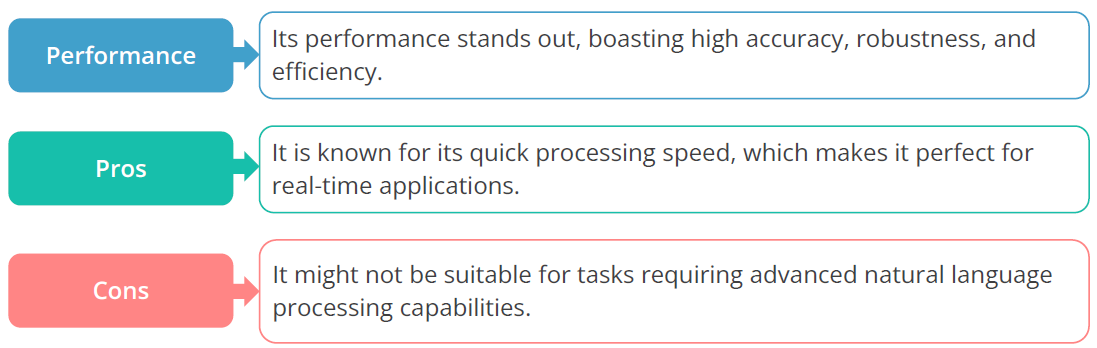 Performance
Its performance stands out, boasting high accuracy, robustness, and
efficiency.
Pros
It is known for its quick processing speed, which makes it perfect for
real-time applications.
Cons
It might not be suitable for tasks requiring advanced natural language
processing capabilities.